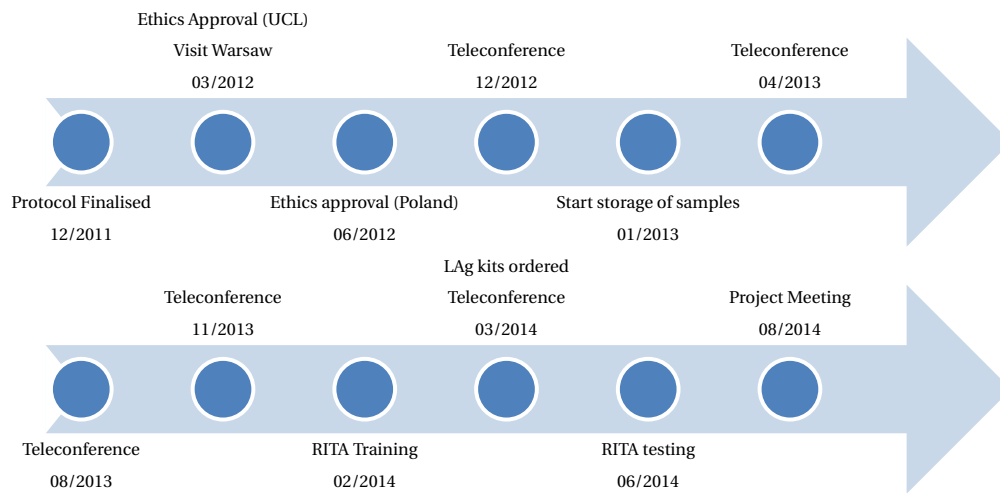 Ethics Approval (UCL)
Visit Warsaw
03/2012
Teleconference
12/2012
Teleconference
04/2013
Protocol Finalised
12/2011
Ethics approval (Poland)
06/2012
Start storage of samples
01/2013
Teleconference
11/2013
LAg kits ordered
Teleconference
03/2014
Project Meeting
08/2014
Teleconference
08/2013
RITA Training
02/2014
RITA testing
06/2014